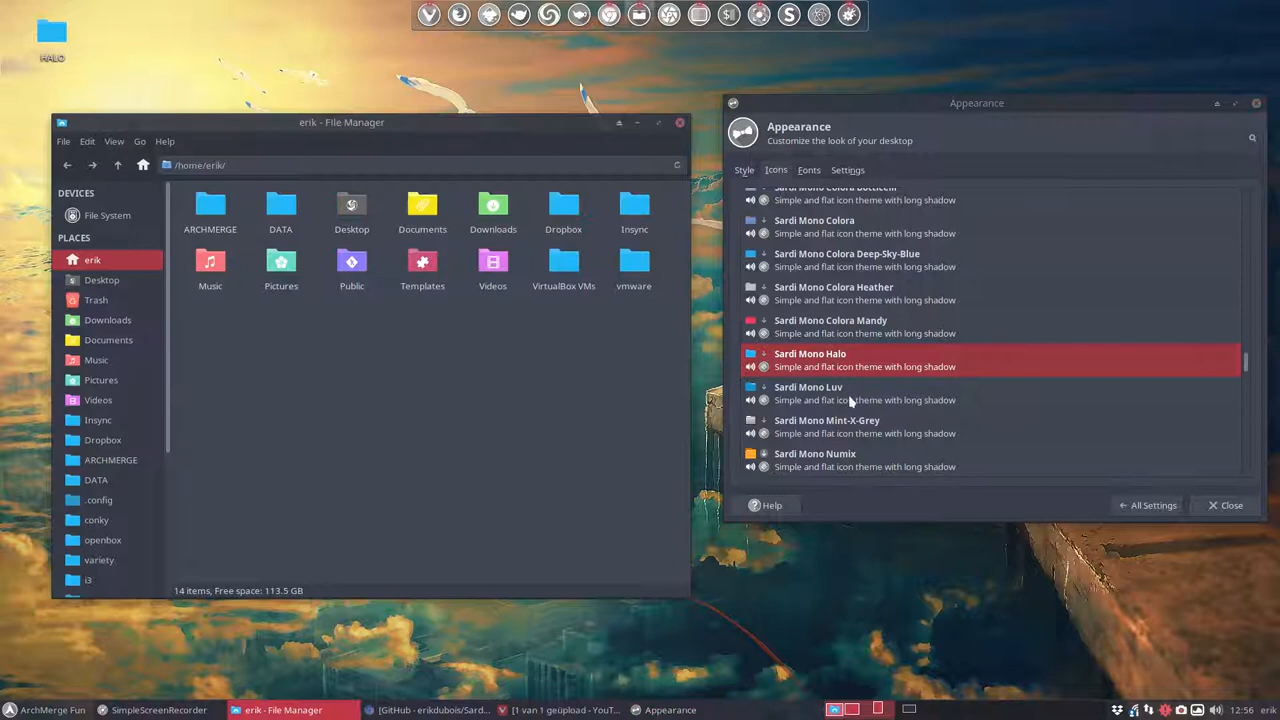 HALO
erik - File Manager
File Edit View Go Help
/home/erik/
DEVICES
File System
PLACES
erik
Desktop
Trash
Downloads
Documents
Music
Pictures
Videos
Insync
Dropbox
ARCHMERGE
DATA
.config
conky
openbox
variety
i3
ARCHMERGE DATA Desktop Documents Downloads Dropbox Insync
Music Pictures Public Templates Videos VirtualBox VMs vmware
14 items, Free space: 113.5 GB
Appearance
Appearance
Customize the look of your desktop
Style Icons Fonts Settings
Sardi Mono Colora Botticelli
Simple and flat icon theme with long shadow
Sardi Mono Colora
Simple and flat icon theme with long shadow
Sardi Mono Colora Deep-Sky-Blue
Simple and flat icon theme with long shadow
Sardi Mono Colora Heather
Simple and flat icon theme with long shadow
Sardi Mono Colora Mandy
Simple and flat icon theme with long shadow
Sardi Mono Halo
Simple and flat icon theme with long shadow
Sardi Mono Luv
Simple and flat icon theme with long shadow
Sardi Mono Mint-X-Grey
Simple and flat icon theme with long shadow
Sardi Mono Numix
Simple and flat icon theme with long shadow
Help All Settings Close
ArchMerge Fun SimpleScreenRecorder erik - File Manager [GitHub - erikdubois/Sard... [1 van 1 geüpload - YouT... Appearance 12:56 erik